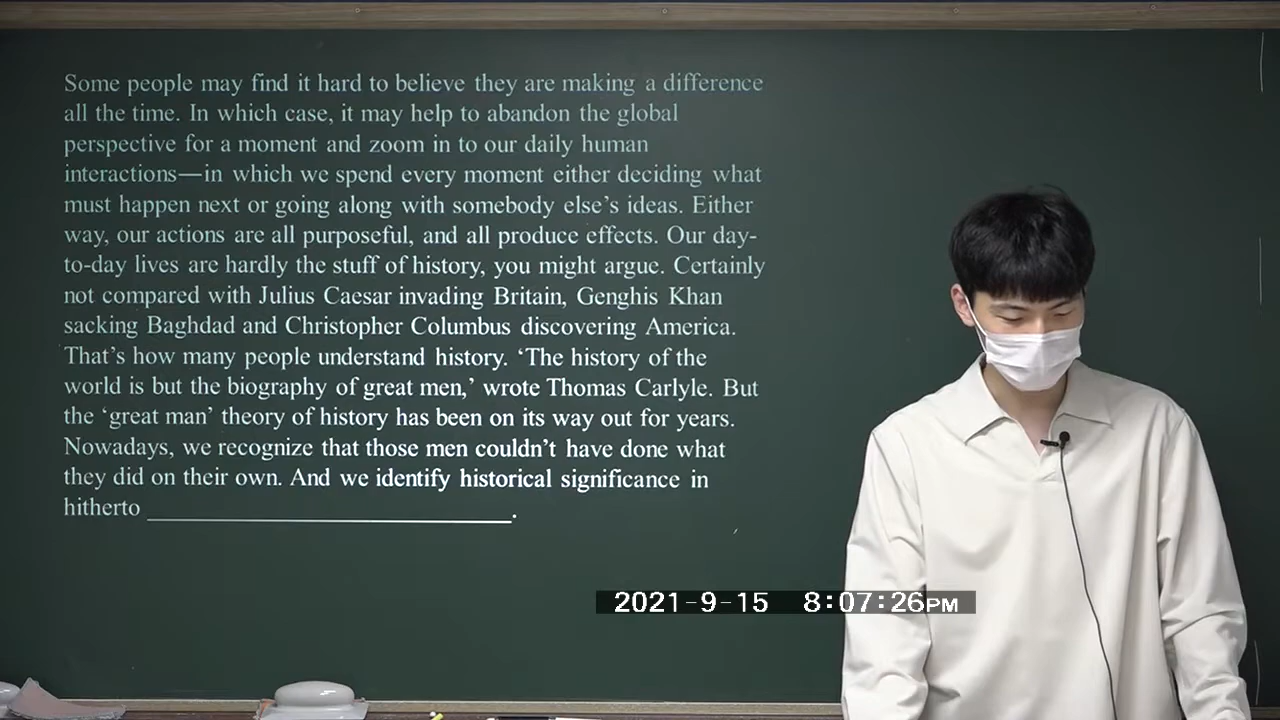 Some people may find it hard to believe they are making a difference
all the time. In which case, it may help to abandon the global
perspective for a moment and zoom in to our daily human
interactions—in which we spend every moment either deciding what
must happen next or going along with somebody else's ideas. Either
way, our actions are all purposeful, and all produce effects. Our day-
to-day lives are hardly the stuff of history, you might argue. Certainly
not compared with Julius Caesar invading Britain, Genghis Khan
sacking Baghdad and Christopher Columbus discovering America.
That's how many people understand history. ‘The history of the
world is but the biography of great men,’ wrote Thomas Carlyle. But
the ‘great man’ theory of history has been on its way out for years.
Nowadays, we recognize that those men couldn't have done what
they did on their own. And we identify historical significance in
hitherto ______________________________.
2021-9-15 8:07:26PM